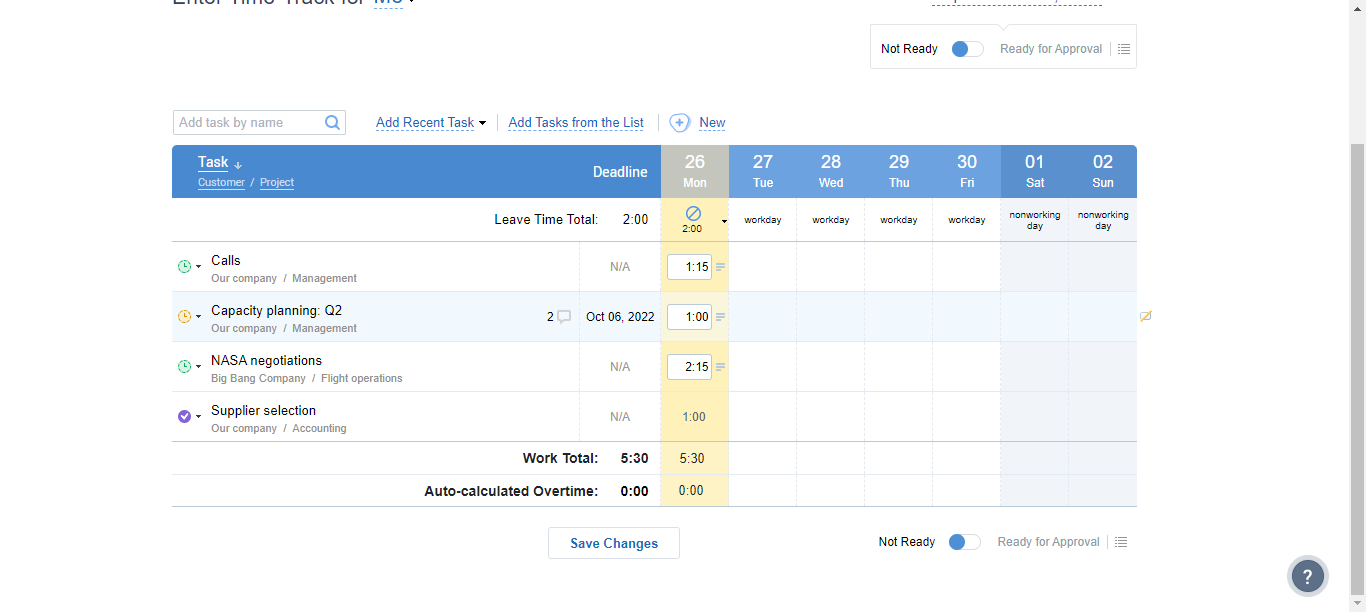 Enter Time-Track for Me
Not Ready Ready for Approval
Add task by name Add Recent Task Add Tasks from the List New
Task Deadline 26 27 28 29 30 01 02
Customer / Project Mon Tue Wed Thu Fri Sat Sun
Leave Time Total: 2:00 2:00 workday workday workday workday nonworking day nonworking day
Calls N/A 1:15
Our company / Management
Capacity planning: Q2 2 Oct 06, 2022 1:00
Our company / Management
NASA negotiations N/A 2:15
Big Bang Company / Flight operations
Supplier selection N/A 1:00
Our company / Accounting
Work Total: 5:30 5:30
Auto-calculated Overtime: 0:00 0:00
Save Changes Not Ready Ready for Approval
?